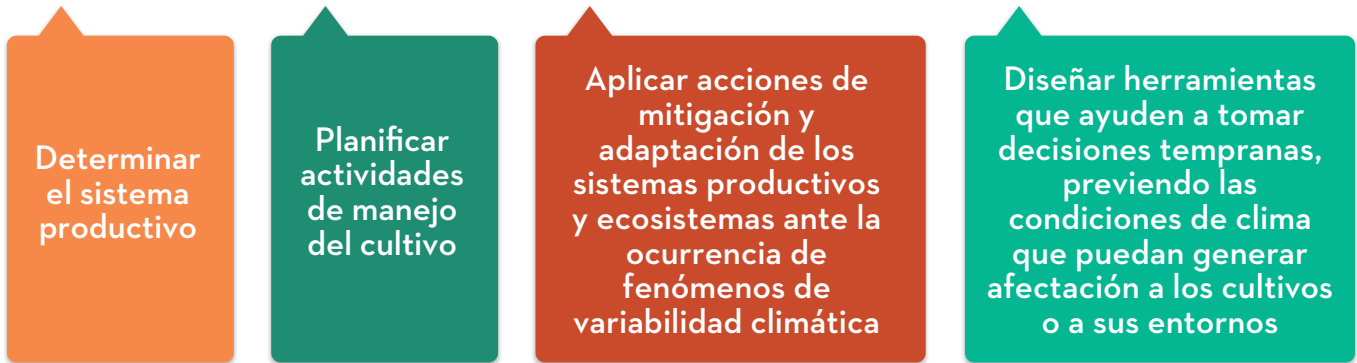 Determinar
el sistema
productivo
Planificar
actividades
de manejo
del cultivo
Aplicar acciones de
mitigación y
adaptación de los
sistemas productivos
y ecosistemas ante la
ocurrencia de
fenómenos de
variabilidad climática
Diseñar herramientas
que ayuden a tomar
decisiones tempranas,
previendo las
condiciones de clima
que puedan generar
afectación a los cultivos
o a sus entornos